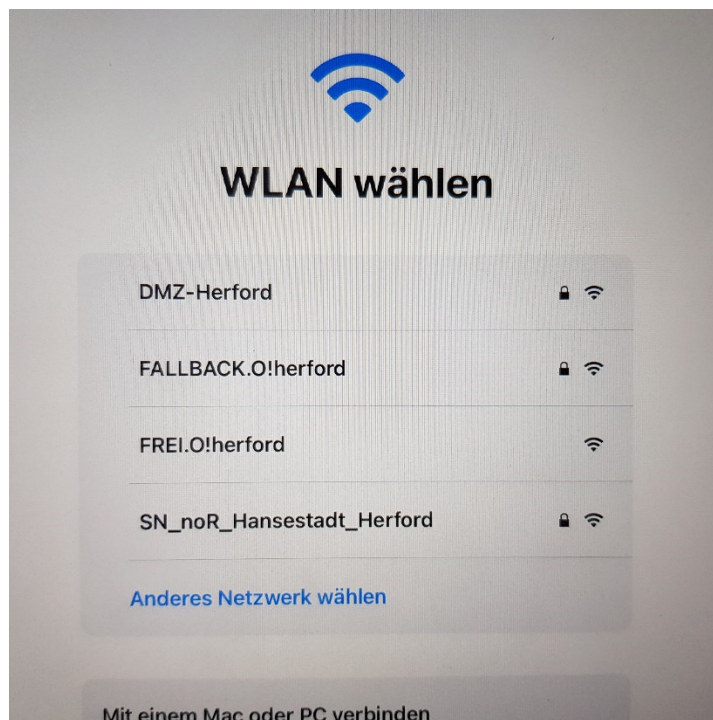 WLAN wählen
DMZ-Herford
FALLBACK.O!herford
FREI.O!herford
SN_noR_Hansestadt_Herford
Anderes Netzwerk wählen
Mit einem Mac oder PC verbinden